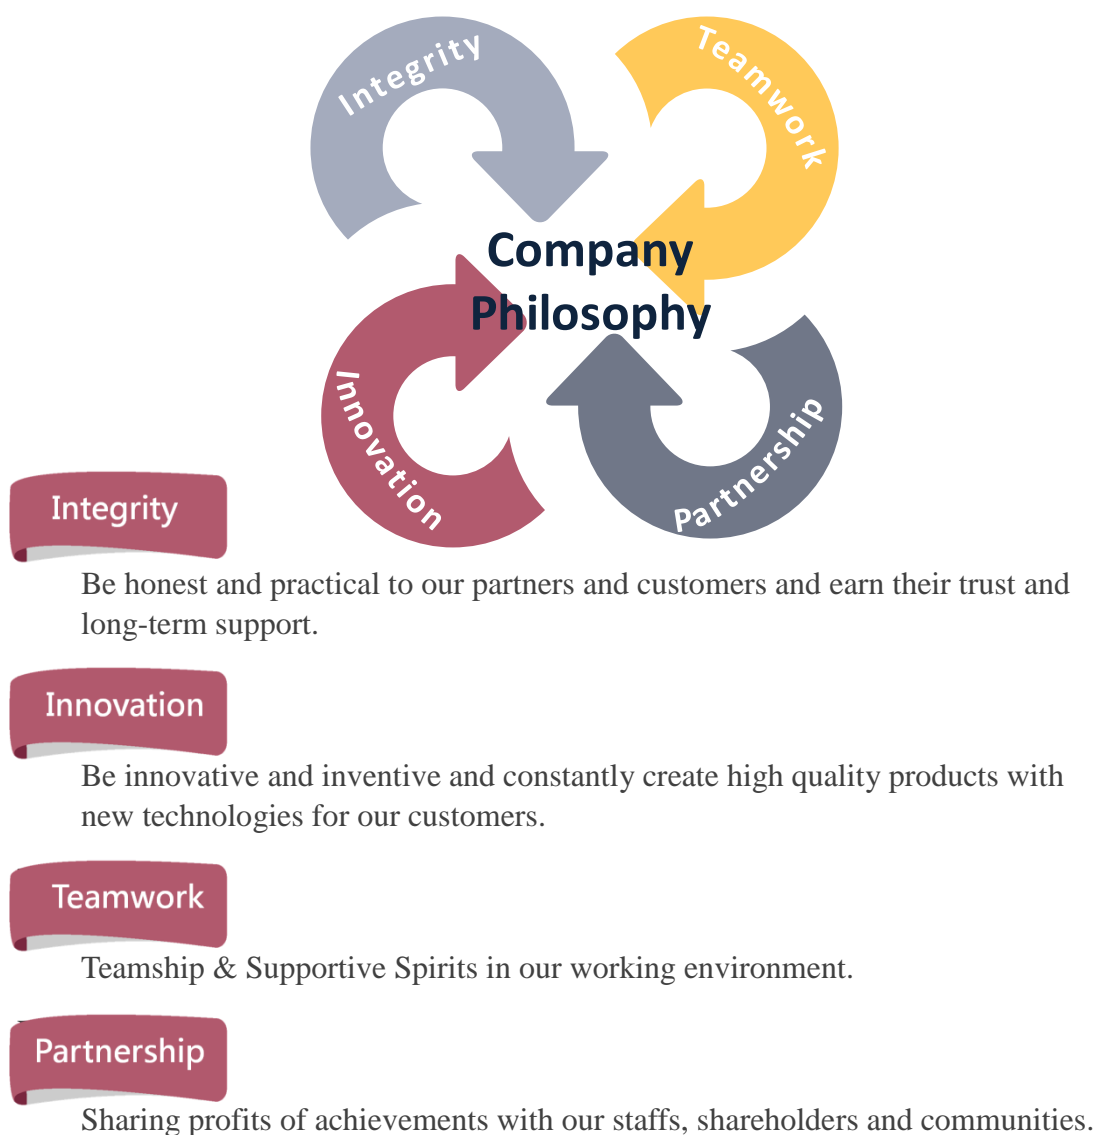 Integrity
Teamwork
Company
Philosophy
Innovation
Partnership
Integrity
Be honest and practical to our partners and customers and earn their trust and
long-term support.
Innovation
Be innovative and inventive and constantly create high quality products with
new technologies for our customers.
Teamwork
Teamship & Supportive Spirits in our working environment.
Partnership
Sharing profits of achievements with our staffs, shareholders and communities.